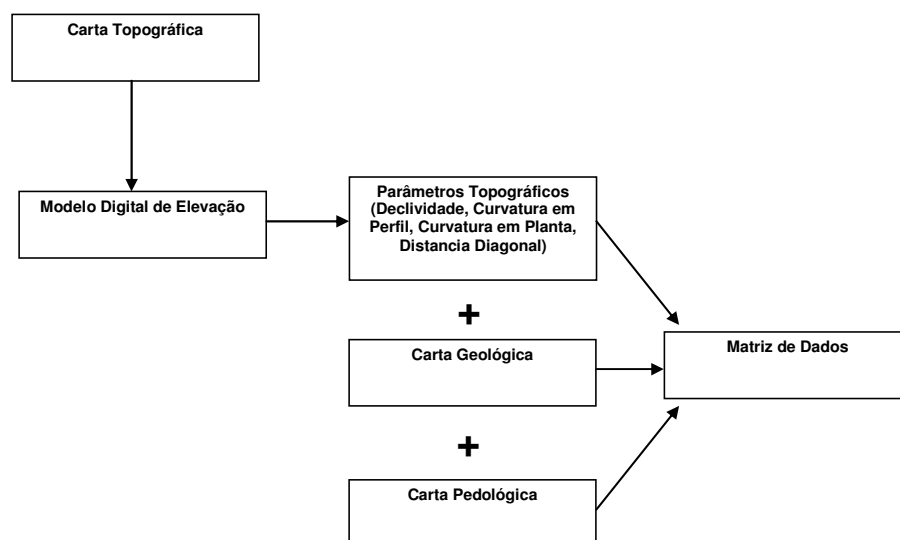 Carta Topográfica
Modelo Digital de Elevação
Parâmetros Topográficos
(Declividade, Curvatura em
Perfil, Curvatura em Planta,
Distancia Diagonal)
+
Carta Geológica
Matriz de Dados
+
Carta Pedológica